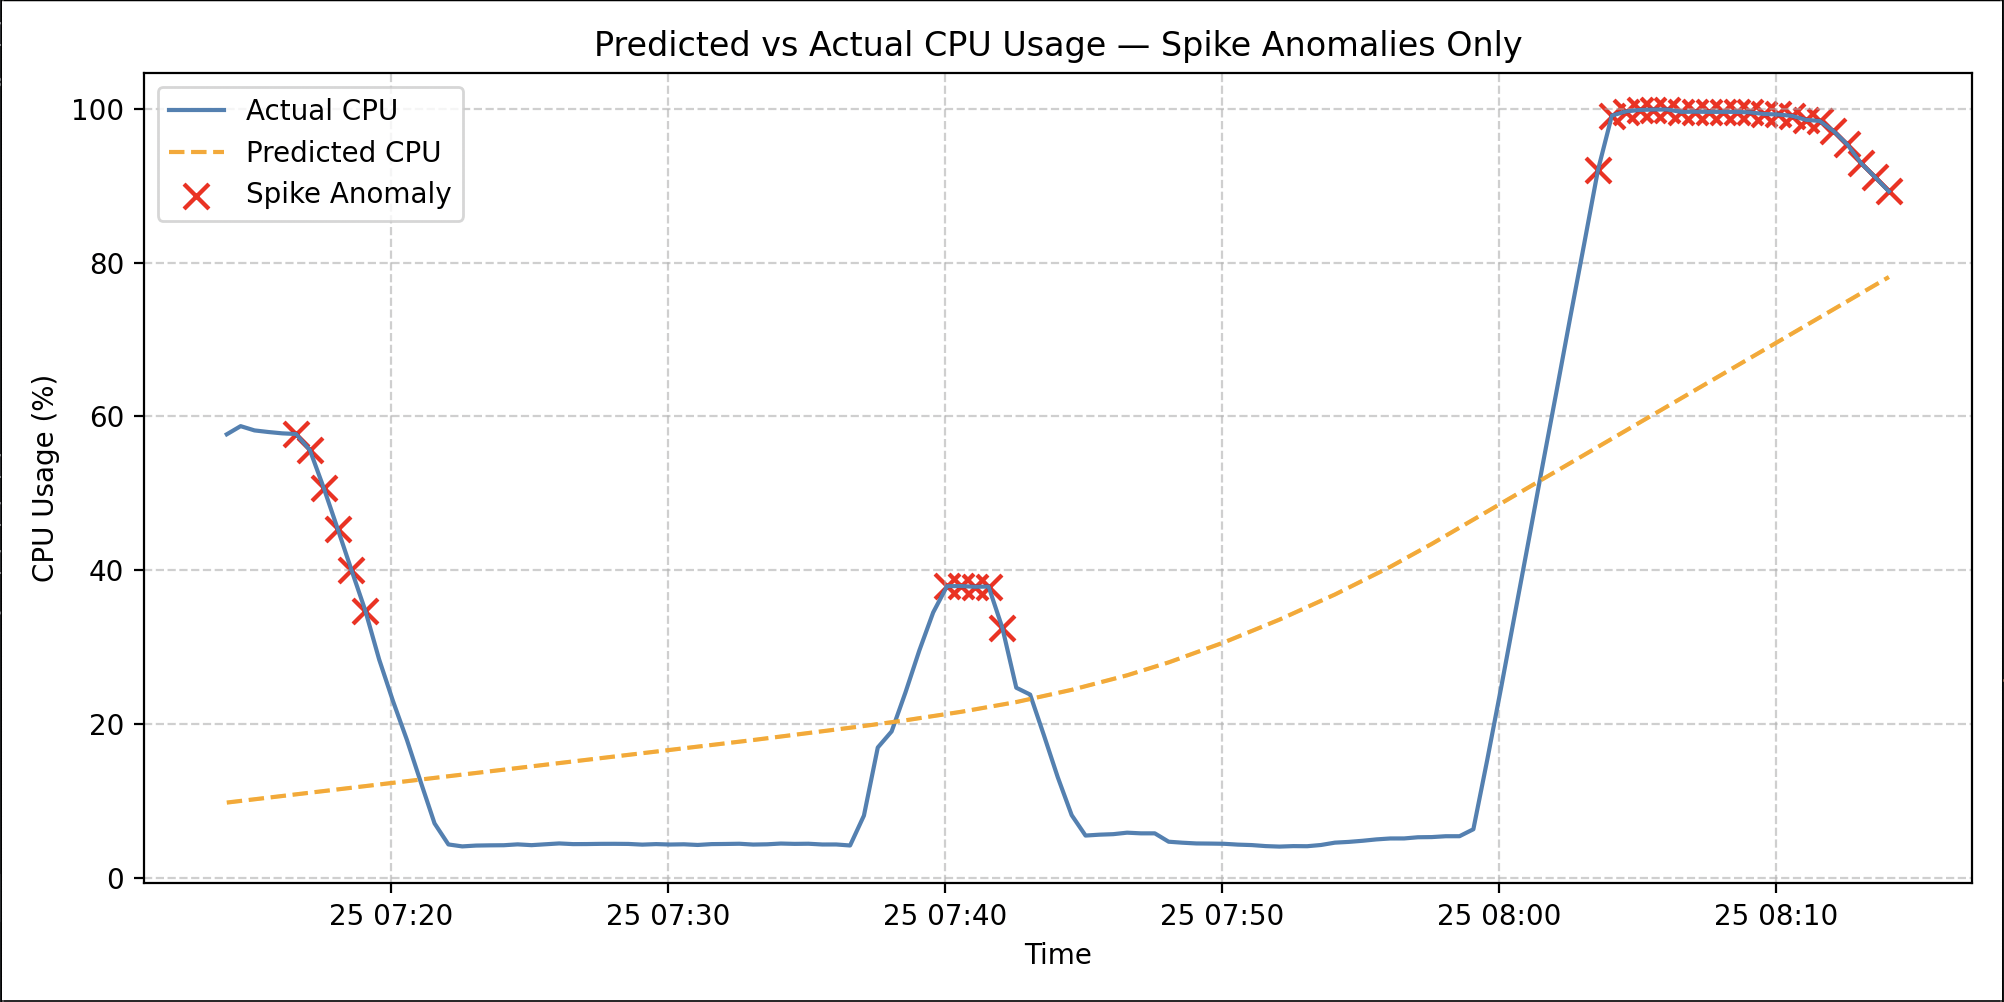 Predicted vs Actual CPU Usage — Spike Anomalies Only
Actual CPU
Predicted CPU
Spike Anomaly
CPU Usage (%)
100
80
60
40
20
0
25 07:20 25 07:30 25 07:40 25 07:50 25 08:00 25 08:10
Time